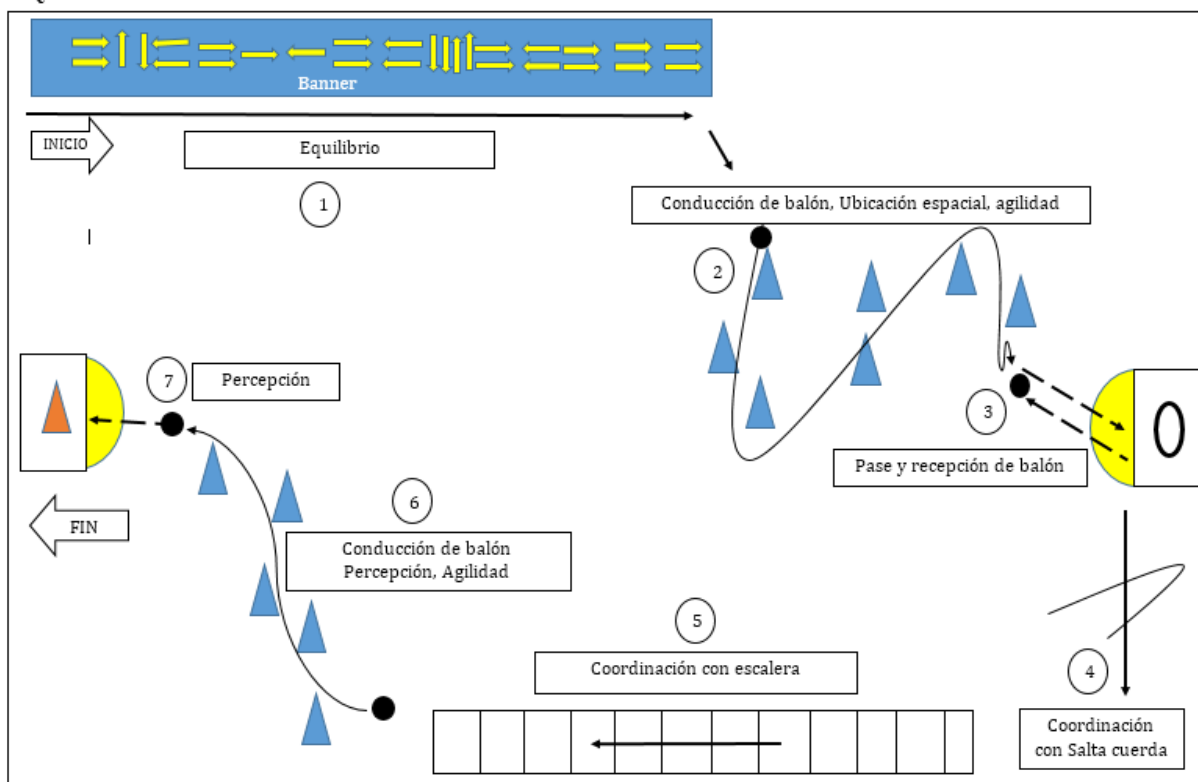 Banner
INICIO
Equilibrio
1
Conducción de balón, Ubicación espacial, agilidad
2
7
Percepción
3
Pase y recepción de balón
6
FIN
Conducción de balón
Percepción, Agilidad
5
Coordinación con escalera
4
Coordinación
con Salta cuerda